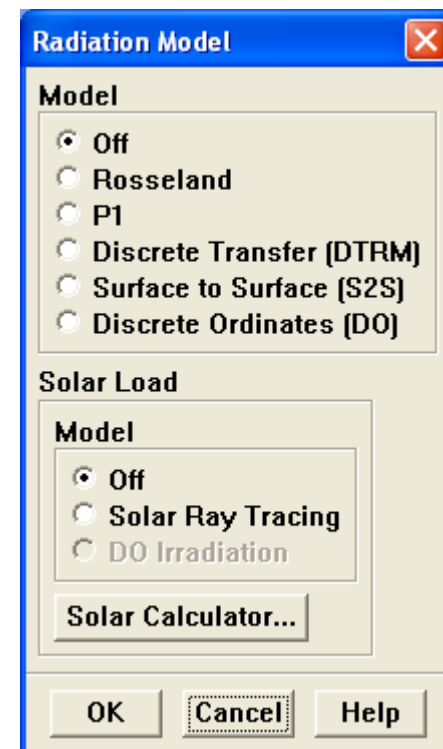 Radiation Model
Model
Off
Rosseland
P1
Discrete Transfer (DTRM)
Surface to Surface (S2S)
Discrete Ordinates (DO)
Solar Load
Model
Off
Solar Ray Tracing
DO Irradiation
Solar Calculator...
OK Cancel Help